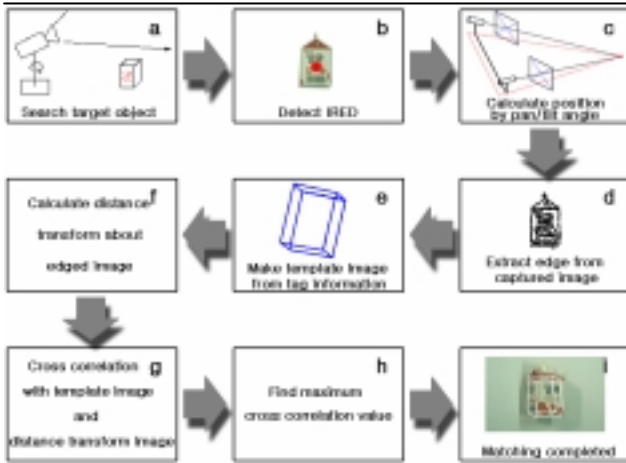 a
Search target object
b
Detect IRED
c
Calculate position
by pan/tilt angle
d
Extract edge from
captured image
e
Make template image
from tag information
f
Calculate distance
transform about
edged image
g
Cross correlation
with template image
and
distance transform image
h
Find maximum
cross correlation value
i
Matching completed